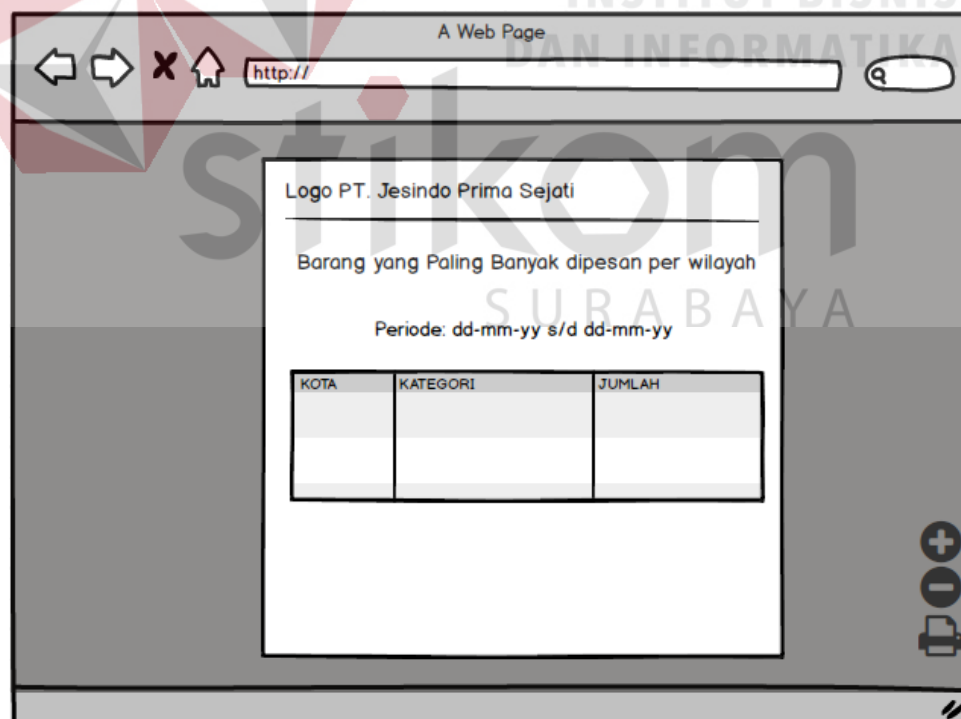 INSTITUT BISNIS
DAN INFORMATIKA
A Web Page
http://
stikom
SURABAYA
Logo PT. Jesindo Prima Sejati
Barang yang Paling Banyak dipesan per wilayah
Periode: dd-mm-yy s/d dd-mm-yy
KOTA KATEGORI JUMLAH